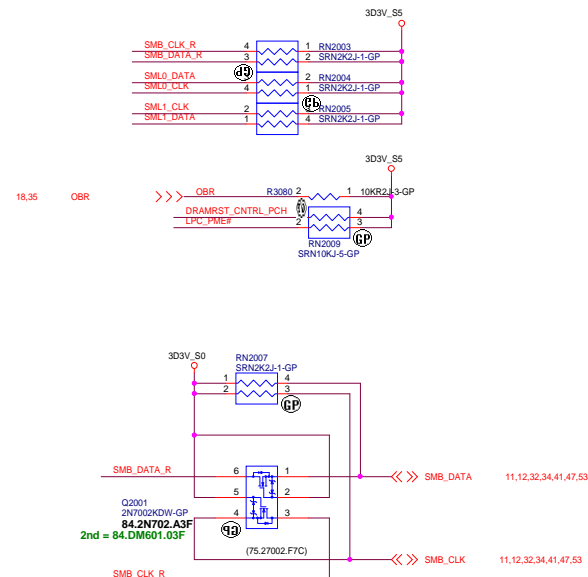 3D3V_S5
SMB_CLK_R 4 1 RN2003
SMB_DATA_R 3 2 SRN2K2J-1-GP
SML0_DATA 2 RN2004
SML0_CLK 4 1 SRN2K2J-1-GP
SML1_CLK 2 RN2005
SML1_DATA 1 4 SRN2K2J-1-GP
3D3V_S5
18,35 OBR OBR R3080 2 1 10KR2J-3-GP
DRAMRST_CNTRL_PCH 4
LPC_PME# 2 3
RN2009 GP
SRN10KJ-5-GP
3D3V_S0
RN2007
SRN2K2J-1-GP
1 4
2 3
GP
SMB_DATA_R 6 1 SMB_DATA 11,12,32,34,41,47,53
5 2
Q2001
2N7002KDW-GP 4 3
84.2N702.A3F
2nd = 84.DM601.03F
(75.27002.F7C)
SMB_CLK 11,12,32,34,41,47,53
SMB_CLK_R